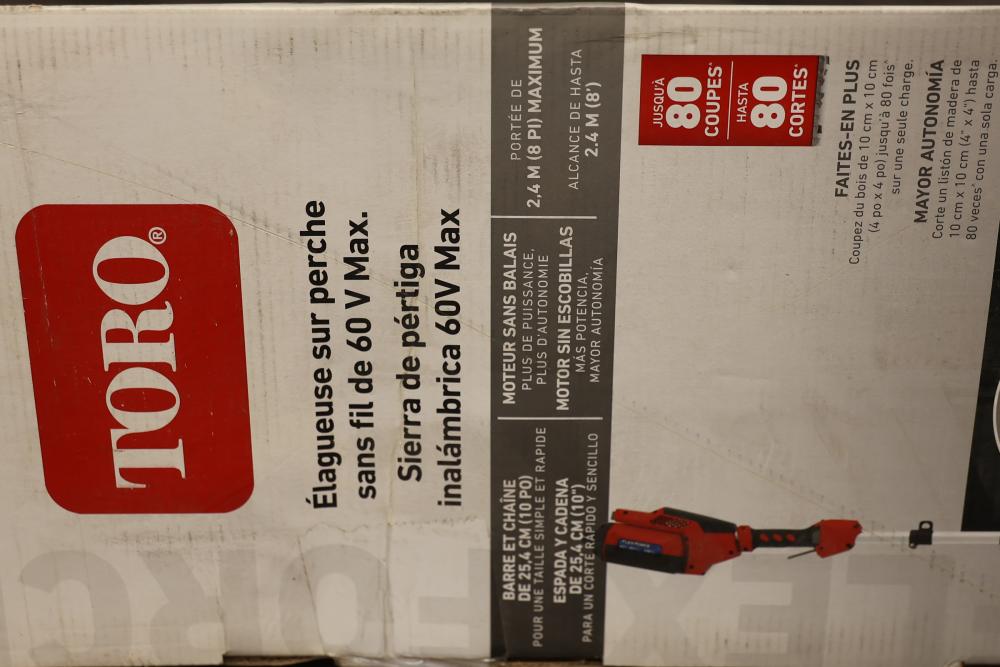 TORO®
Élagueuse sur perche
sans fil de 60 V Max.
Sierra de pértiga
inalámbrica 60V Max
BARRE ET CHAÎNE
DE 25,4 CM (10 PO)
POUR UNE TAILLE SIMPLE ET RAPIDE
ESPADA Y CADENA
DE 25,4 CM (10")
PARA UN CORTE RÁPIDO Y SENCILLO
MOTEUR SANS BALAIS
PLUS DE PUISSANCE,
PLUS D'AUTONOMIE
MOTOR SIN ESCOBILLAS
MÁS POTENCIA,
MAYOR AUTONOMÍA
PORTÉE DE
2,4 M (8 PI) MAXIMUM
ALCANCE DE HASTA
2.4 M (8')
JUSQU'À
80
COUPES^
HASTA
80
CORTES^
FAITES-EN PLUS
Coupez du bois de 10 cm x 10 cm
(4 po x 4 po) jusqu'à 80 fois^
sur une seule charge.
MAYOR AUTONOMÍA
Corte un listón de madera de
10 cm x 10 cm (4" x 4") hasta
80 veces^ con una sola carga.
FLEX-FORCE
LEX FORC